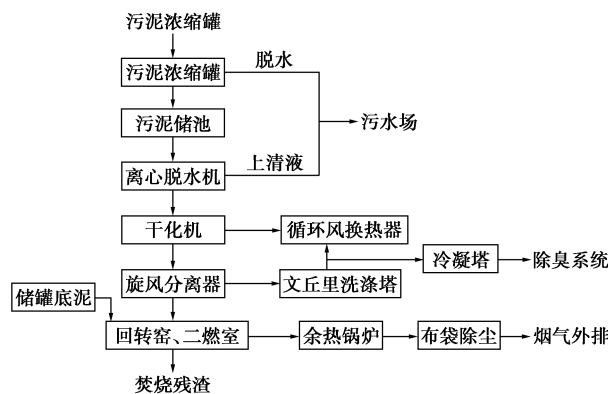 污泥浓缩罐
污泥浓缩罐
脱水
污泥储池
污水场
离心脱水机
上清液
干化机
循环风换热器
旋风分离器
文丘里洗涤塔
冷凝塔
除臭系统
储罐底泥
回转窑、二燃室
余热锅炉
布袋除尘
烟气外排
焚烧残渣